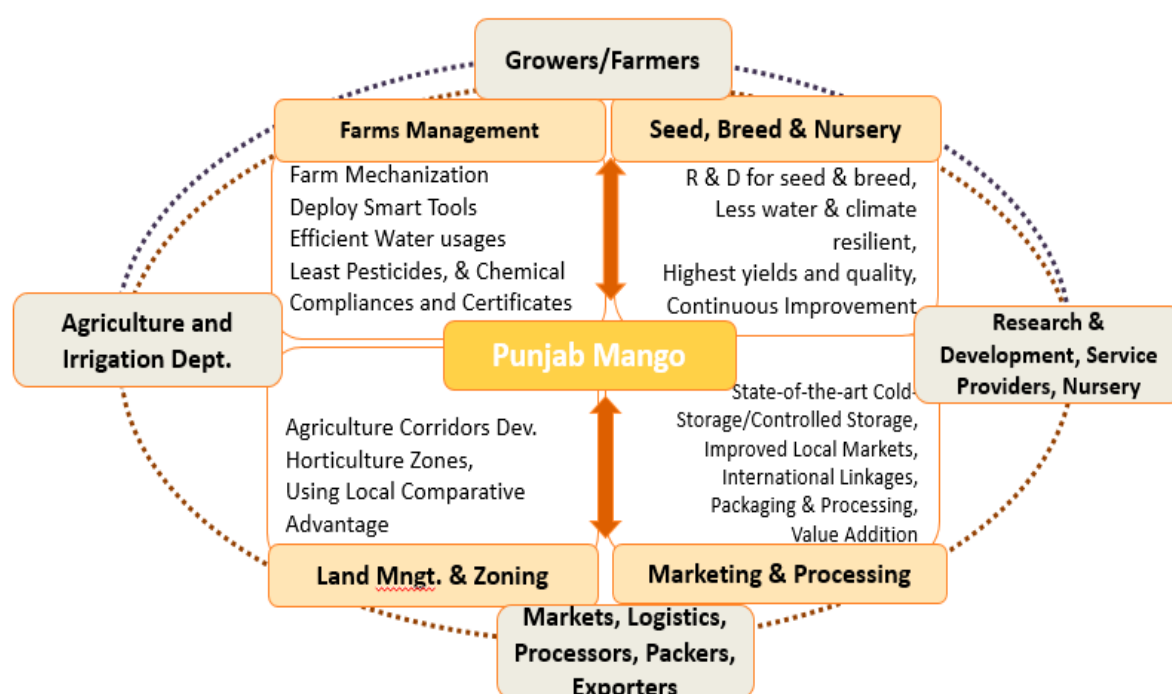 Growers/Farmers
Farms Management
Farm Mechanization
Deploy Smart Tools
Efficient Water usages
Least Pesticides, & Chemical
Compliances and Certificates
Seed, Breed & Nursery
R & D for seed & breed,
Less water & climate
resilient,
Highest yields and quality,
Continuous Improvement
Agriculture and
Irrigation Dept.
Punjab Mango
Research &
Development, Service
Providers, Nursery
Agriculture Corridors Dev.
Horticulture Zones,
Using Local Comparative
Advantage
Land Mngt. & Zoning
State-of-the-art Cold-
Storage/Controlled Storage,
Improved Local Markets,
International Linkages,
Packaging & Processing,
Value Addition
Marketing & Processing
Markets, Logistics,
Processors, Packers,
Exporters